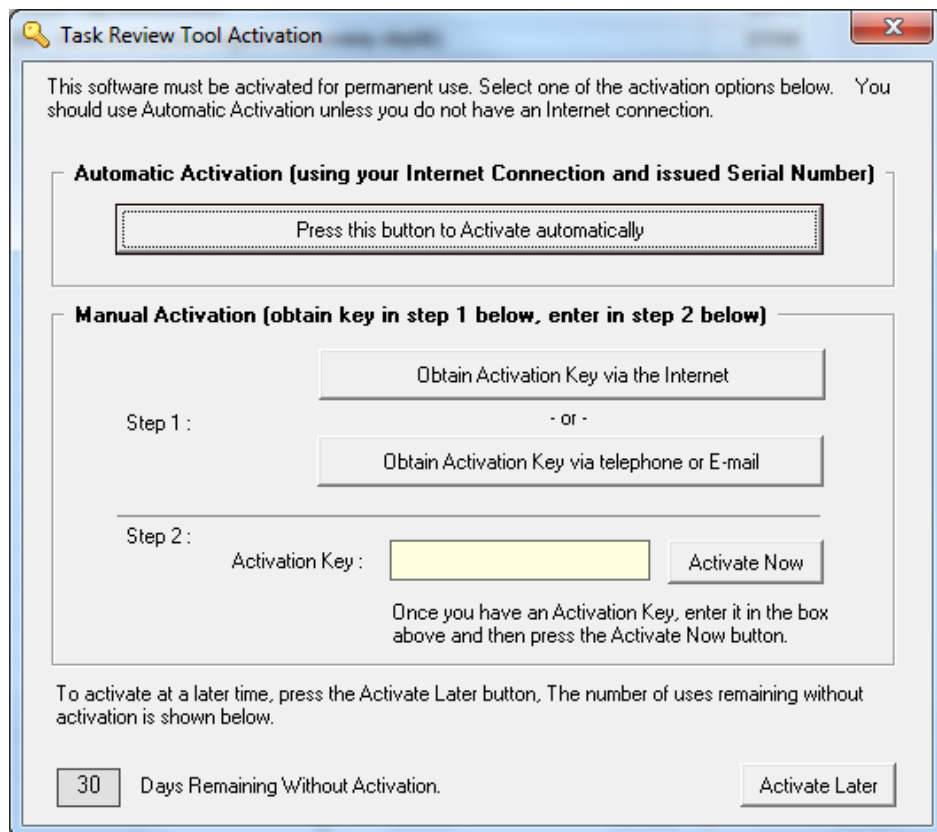 Task Review Tool Activation
This software must be activated for permanent use. Select one of the activation options below. You
should use Automatic Activation unless you do not have an Internet connection.
Automatic Activation (using your Internet Connection and issued Serial Number)
Press this button to Activate automatically
Manual Activation (obtain key in step 1 below, enter in step 2 below)
Obtain Activation Key via the Internet
Step 1 :
- or -
Obtain Activation Key via telephone or E-mail
Step 2 :
Activation Key :
Activate Now
Once you have an Activation Key, enter it in the box
above and then press the Activate Now button.
To activate at a later time, press the Activate Later button, The number of uses remaining without
activation is shown below.
30 Days Remaining Without Activation.
Activate Later